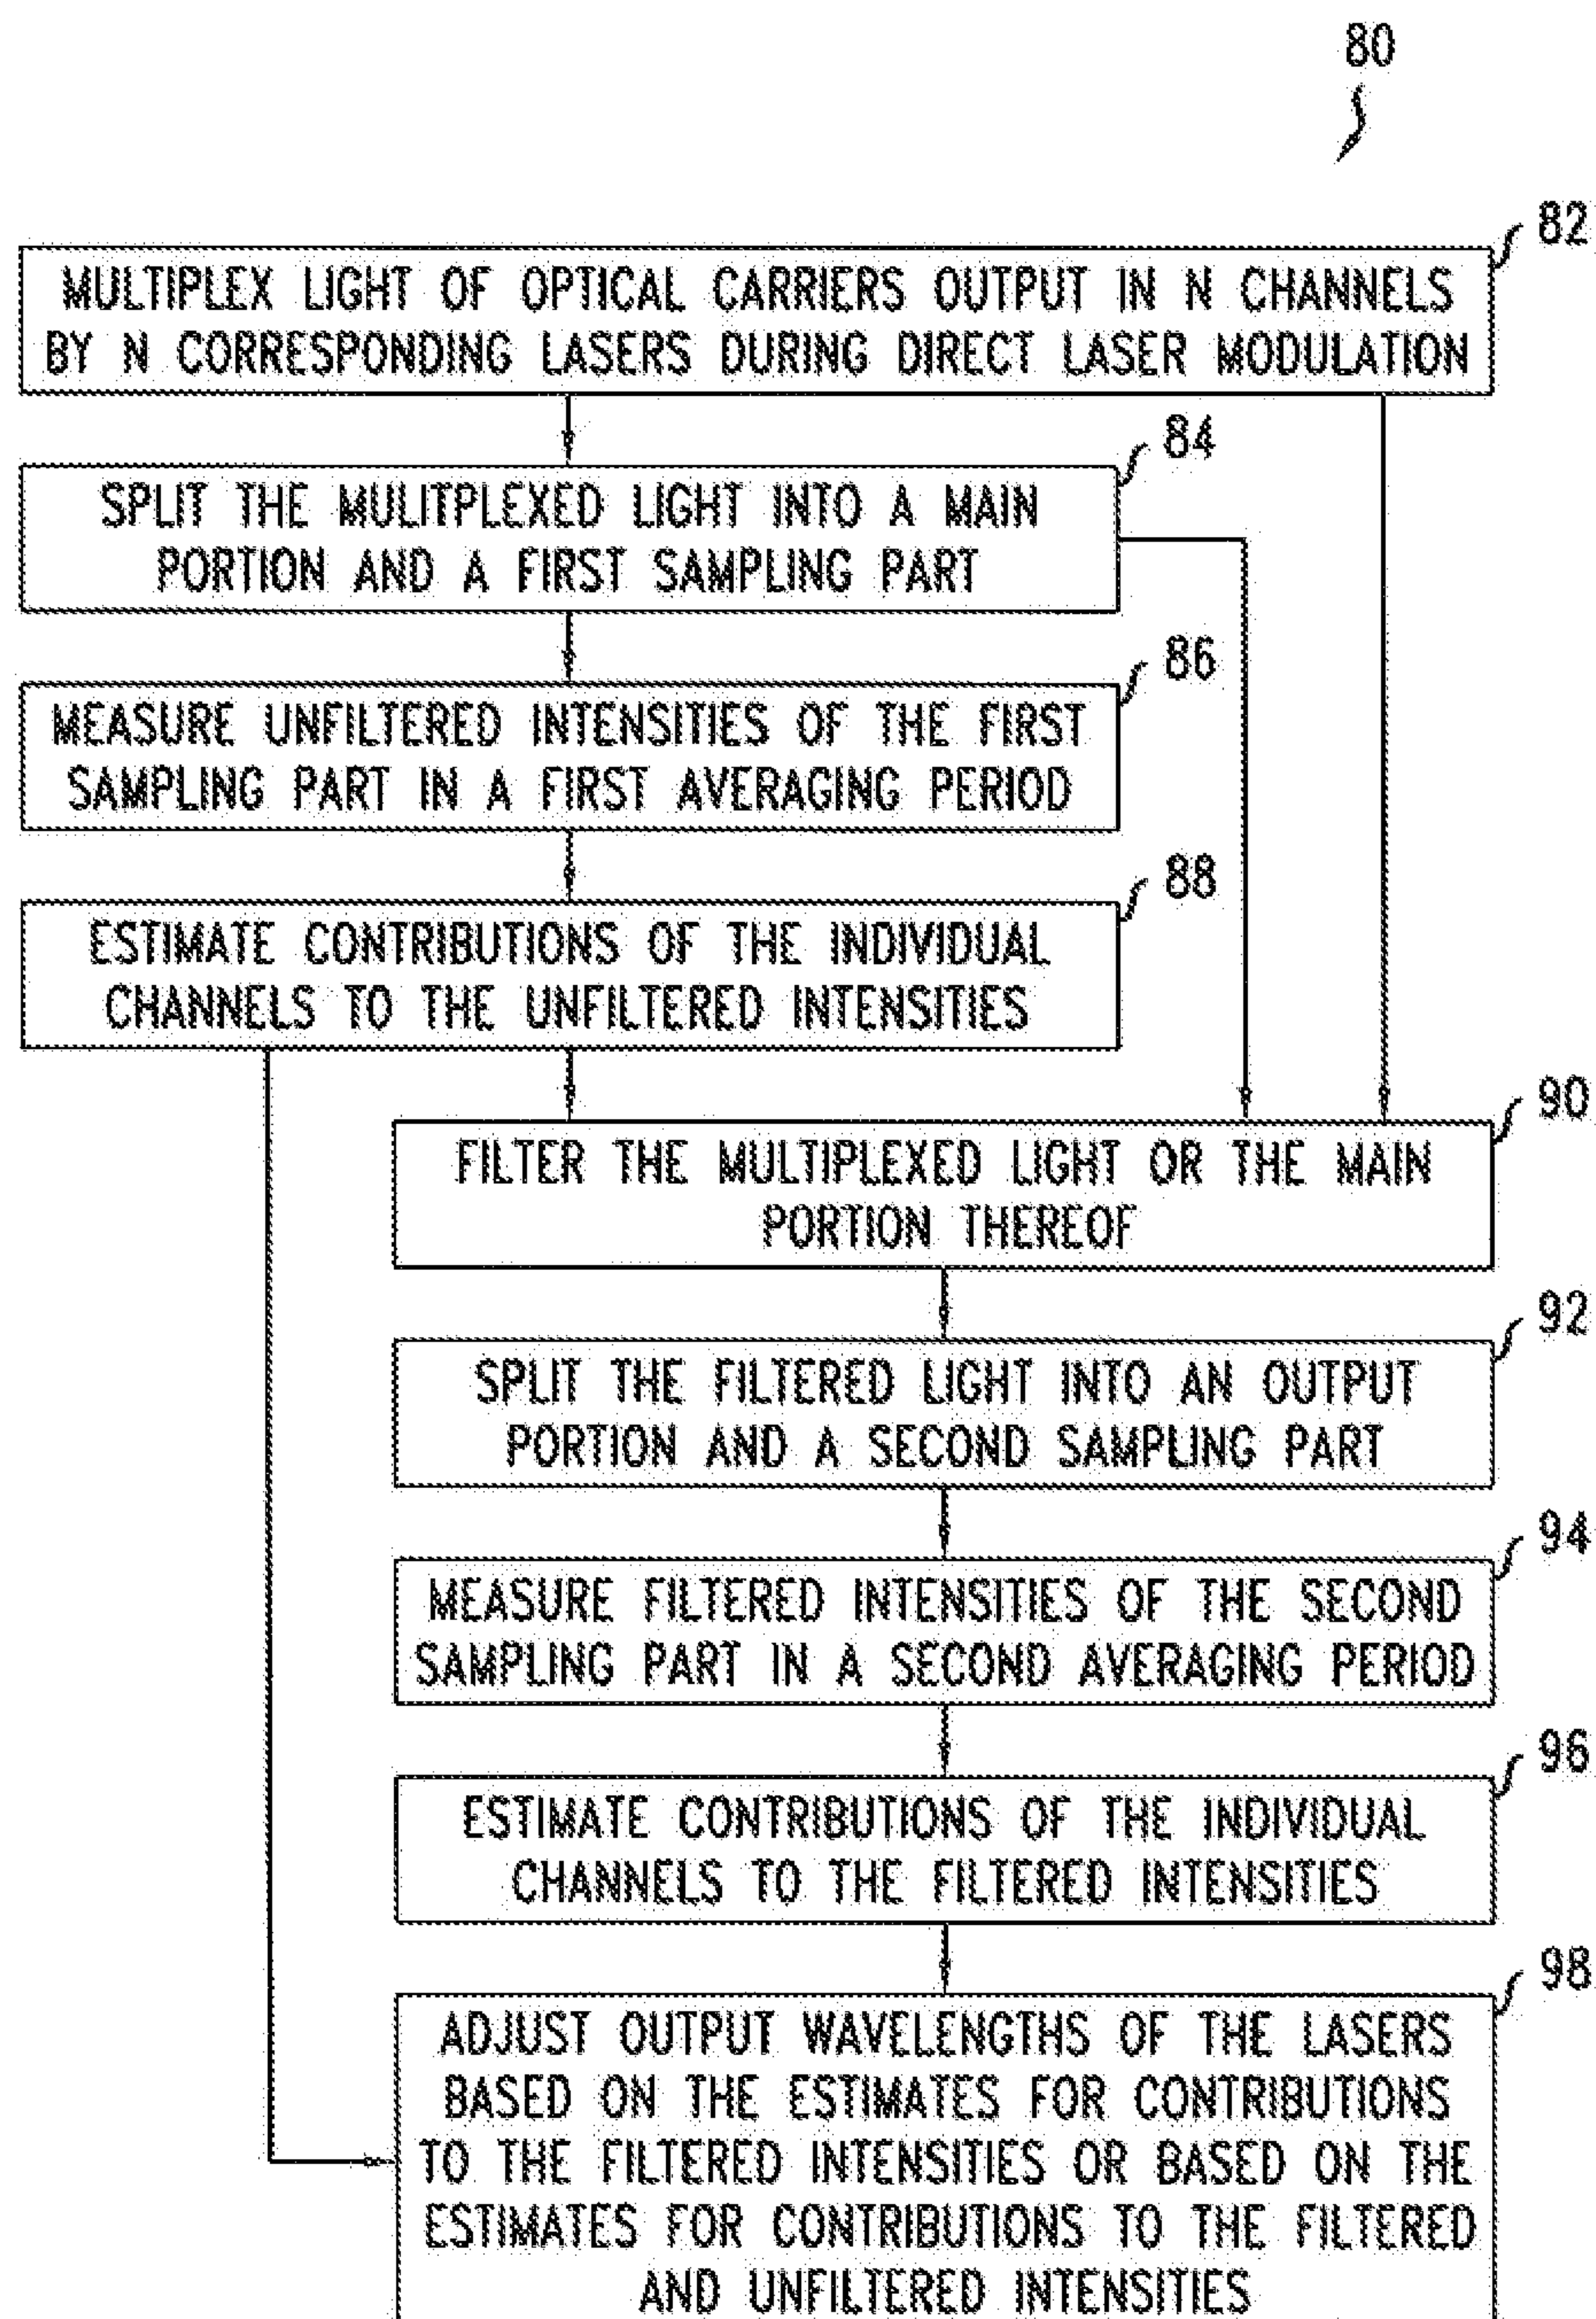 80
82
MULTIPLEX LIGHT OF OPTICAL CARRIERS OUTPUT IN N CHANNELS
BY N CORRESPONDING LASERS DURING DIRECT LASER MODULATION
84
SPLIT THE MULITPLEXED LIGHT INTO A MAIN
PORTION AND A FIRST SAMPLING PART
86
MEASURE UNFILTERED INTENSITIES OF THE FIRST
SAMPLING PART IN A FIRST AVERAGING PERIOD
88
ESTIMATE CONTRIBUTIONS OF THE INDIVIDUAL
CHANNELS TO THE UNFILTERED INTENSITIES
90
FILTER THE MULTIPLEXED LIGHT OR THE MAIN
PORTION THEREOF
92
SPLIT THE FILTERED LIGHT INTO AN OUTPUT
PORTION AND A SECOND SAMPLING PART
94
MEASURE FILTERED INTENSITIES OF THE SECOND
SAMPLING PART IN A SECOND AVERAGING PERIOD
96
ESTIMATE CONTRIBUTIONS OF THE INDIVIDUAL
CHANNELS TO THE FILTERED INTENSITIES
98
ADJUST OUTPUT WAVELENGTHS OF THE LASERS
BASED ON THE ESTIMATES FOR CONTRIBUTIONS
TO THE FILTERED INTENSITIES OR BASED ON THE
ESTIMATES FOR CONTRIBUTIONS TO THE FILTERED
AND UNFILTERED INTENSITIES